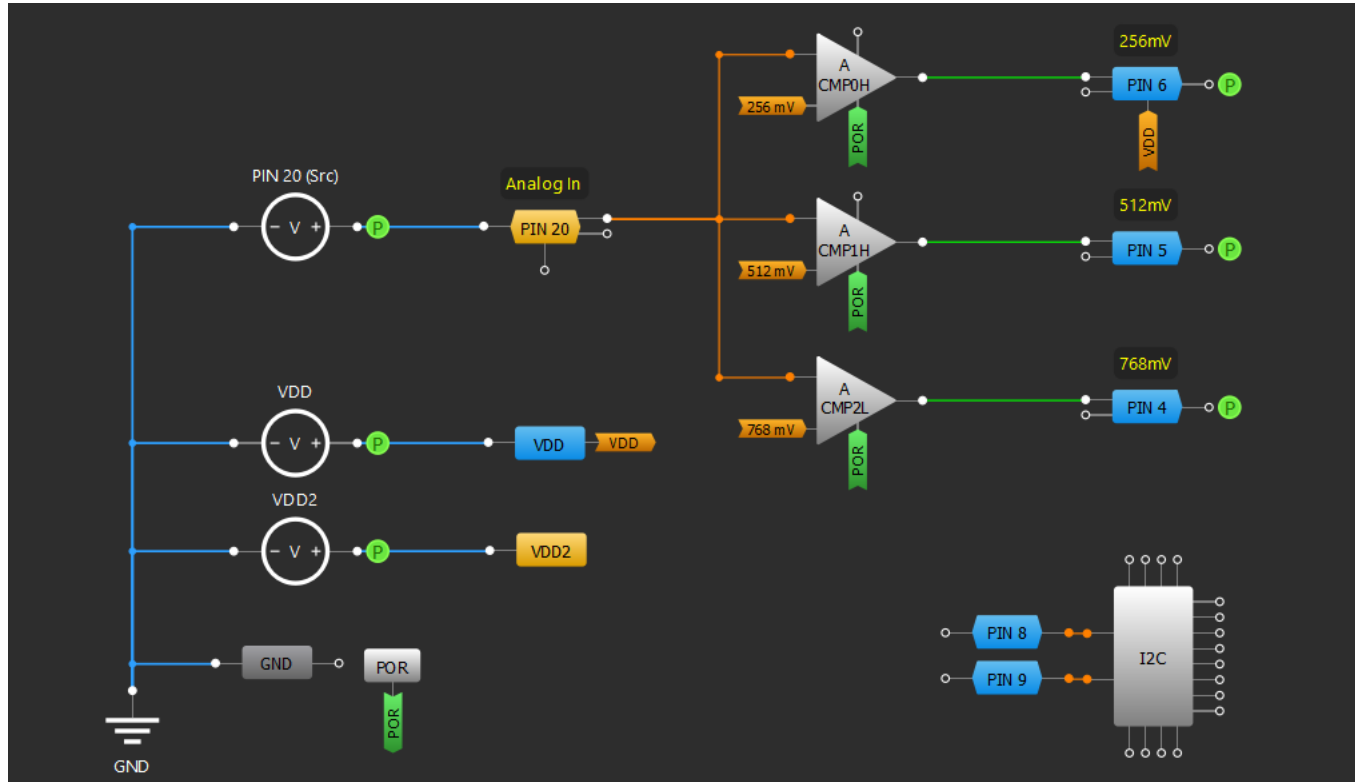 256mV
A
CMP0H
256 mV
POR
PIN 6
P
VDD
PIN 20 (Src)
V
P
Analog In
PIN 20
512mV
A
CMP1H
512 mV
POR
PIN 5
P
768mV
A
CMP2L
768 mV
POR
PIN 4
P
VDD
V
P
VDD
VDD
VDD2
V
P
VDD2
GND
POR
POR
GND
PIN 8
PIN 9
I2C